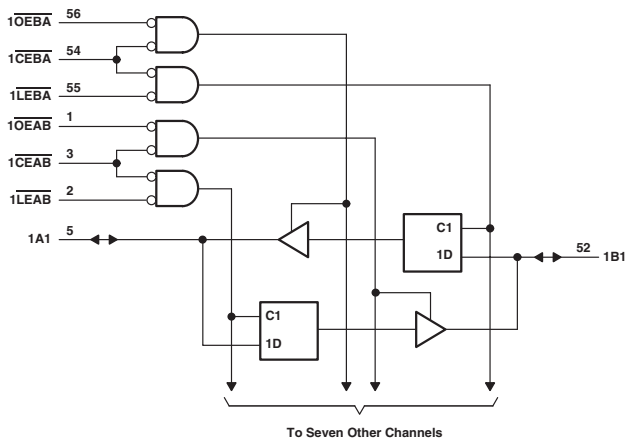 1OEBA 56
1CEBA 54
1LEBA 55
1OEAB 1
1CEAB 3
1LEAB 2
1A1 5
C1
1D
52 1B1
C1
1D
To Seven Other Channels